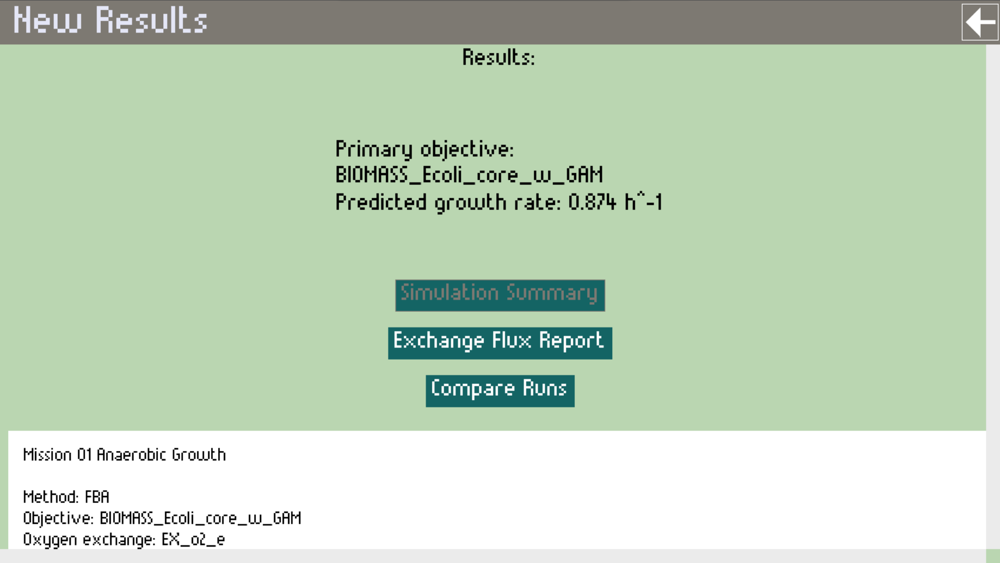 New Results
Results:
Primary objective:
BIOMASS_Ecoli_core_w_GAM
Predicted growth rate: 0.874 h^-1
Simulation Summary
Exchange Flux Report
Compare Runs
Mission 01 Anaerobic Growth
Method: FBA
Objective: BIOMASS_Ecoli_core_w_GAM
Oxygen exchange: EX_o2_e